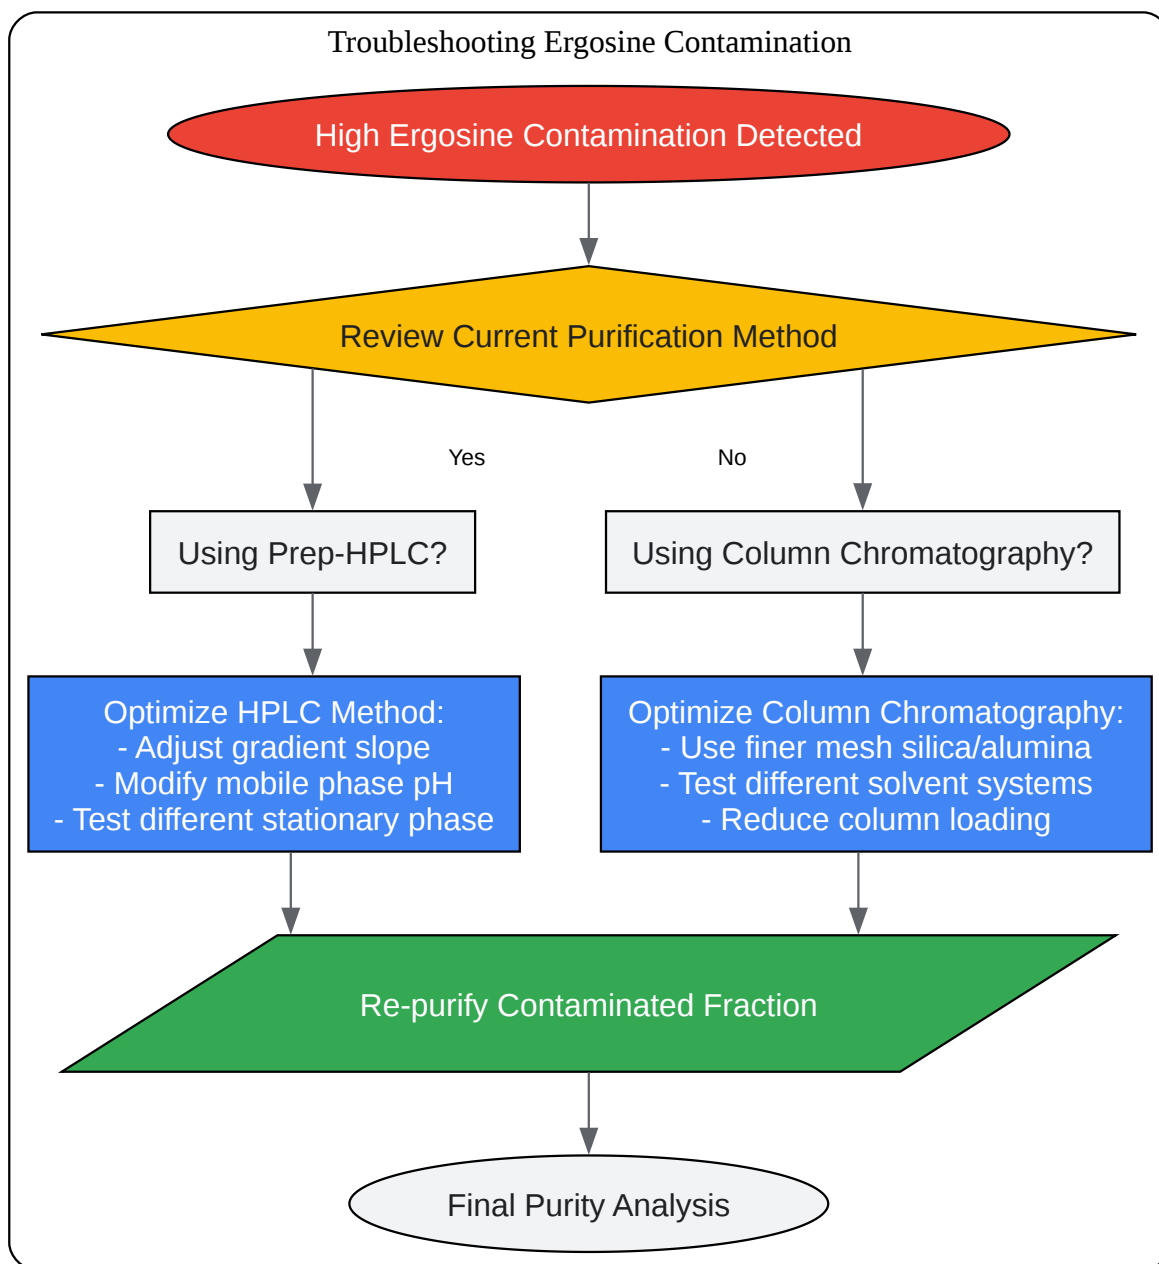 Troubleshooting Ergosine Contamination
High Ergosine Contamination Detected
Review Current Purification Method
Yes
No
Using Prep-HPLC?
Using Column Chromatography?
Optimize HPLC Method:
- Adjust gradient slope
- Modify mobile phase pH
- Test different stationary phase
Optimize Column Chromatography:
- Use finer mesh silica/alumina
- Test different solvent systems
- Reduce column loading
Re-purify Contaminated Fraction
Final Purity Analysis